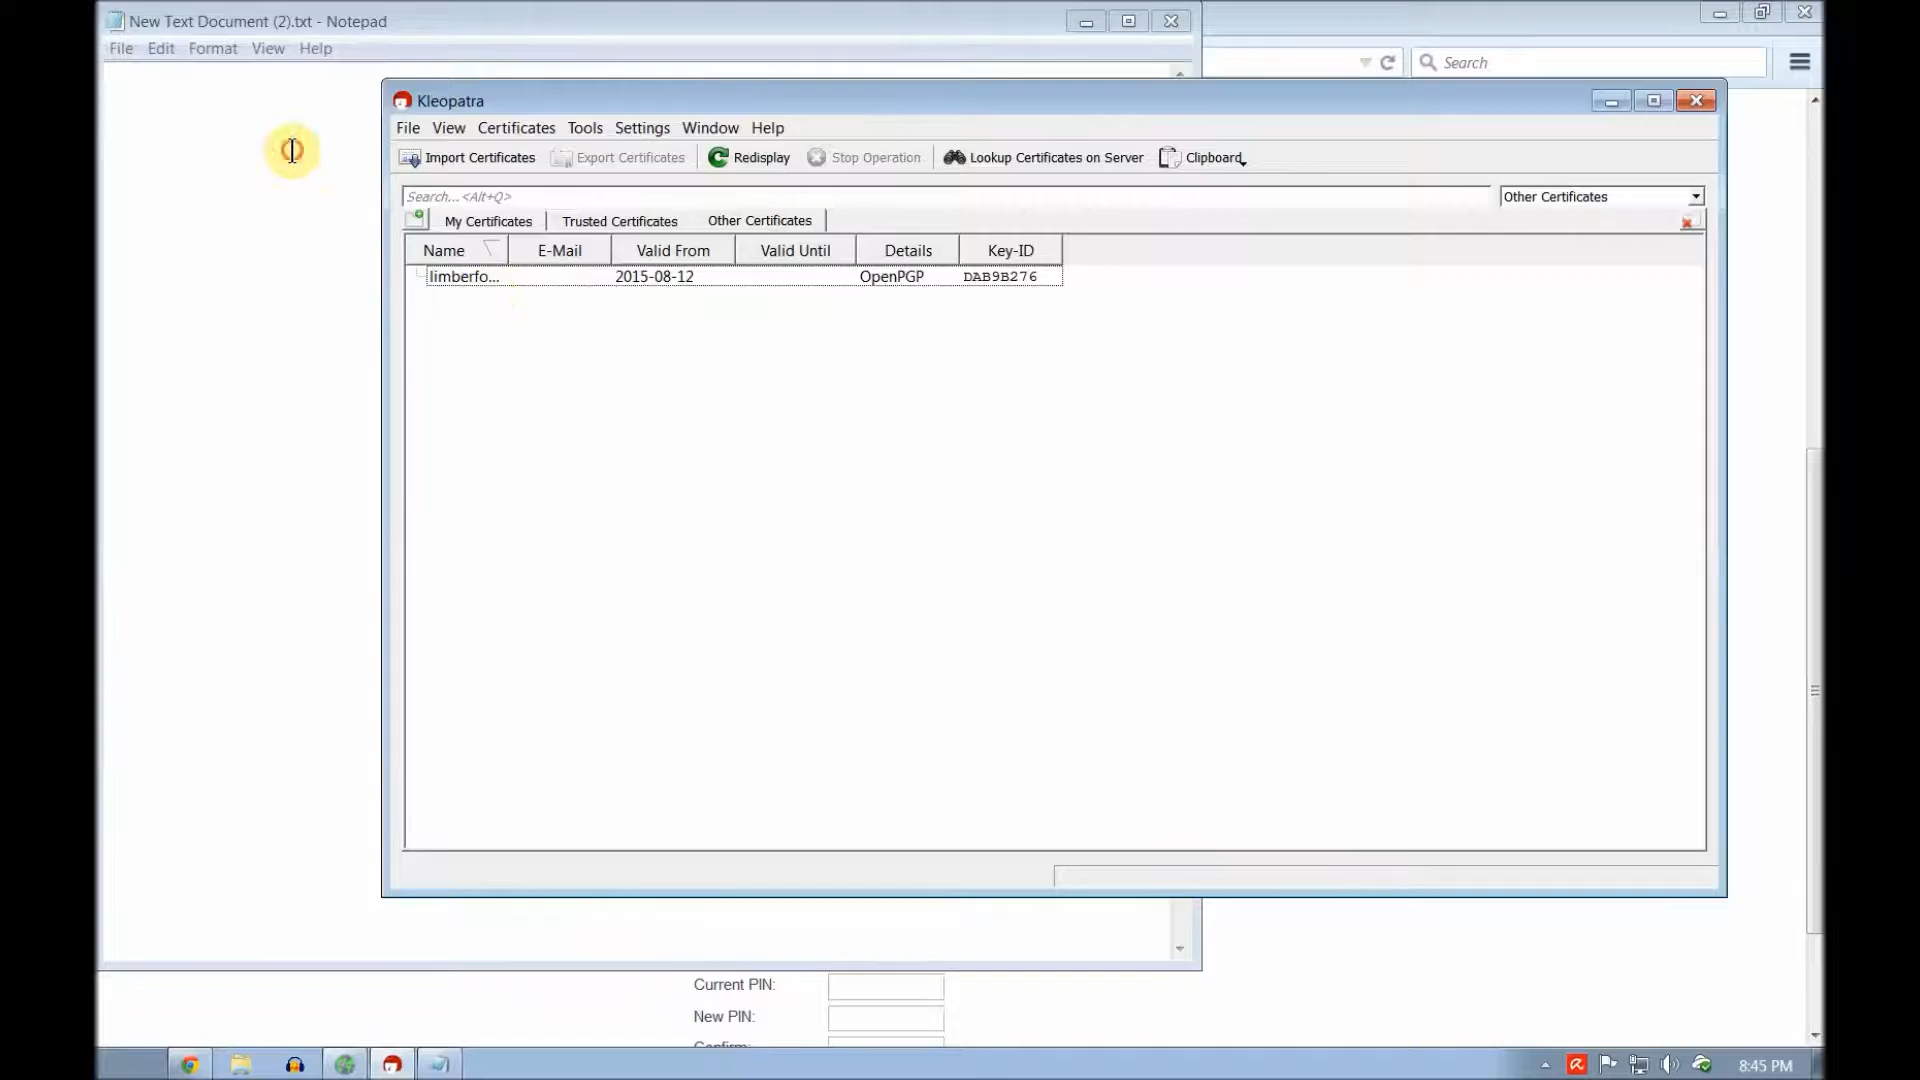 New Text Document (2).txt - Notepad
File Edit Format View Help
Search
Kleopatra
File View Certificates Tools Settings Window Help
Import Certificates Export Certificates Redisplay Stop Operation Lookup Certificates on Server Clipboard
Search... <Alt+Q> Other Certificates
My Certificates Trusted Certificates Other Certificates
Name E-Mail Valid From Valid Until Details Key-ID
limberfo... 2015-08-12 OpenPGP DAB9B276
Current PIN:
New PIN:
Confirm:
8:45 PM